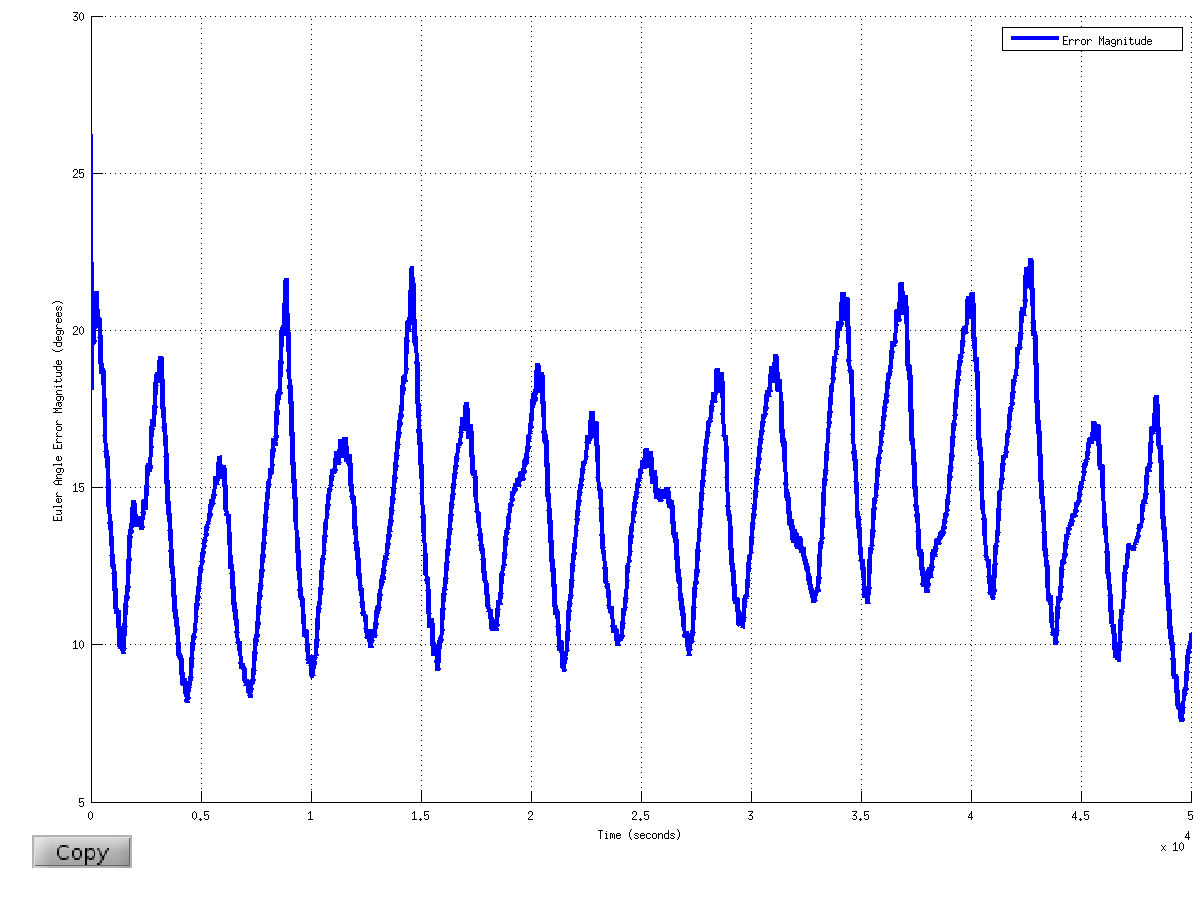 30
Error Magnitude
25
20
15
10
5
Euler Angle Error Magnitude (degrees)
0 0.5 1 1.5 2 2.5 3 3.5 4 4.5 5
Time (seconds)
x 10 4
Copy